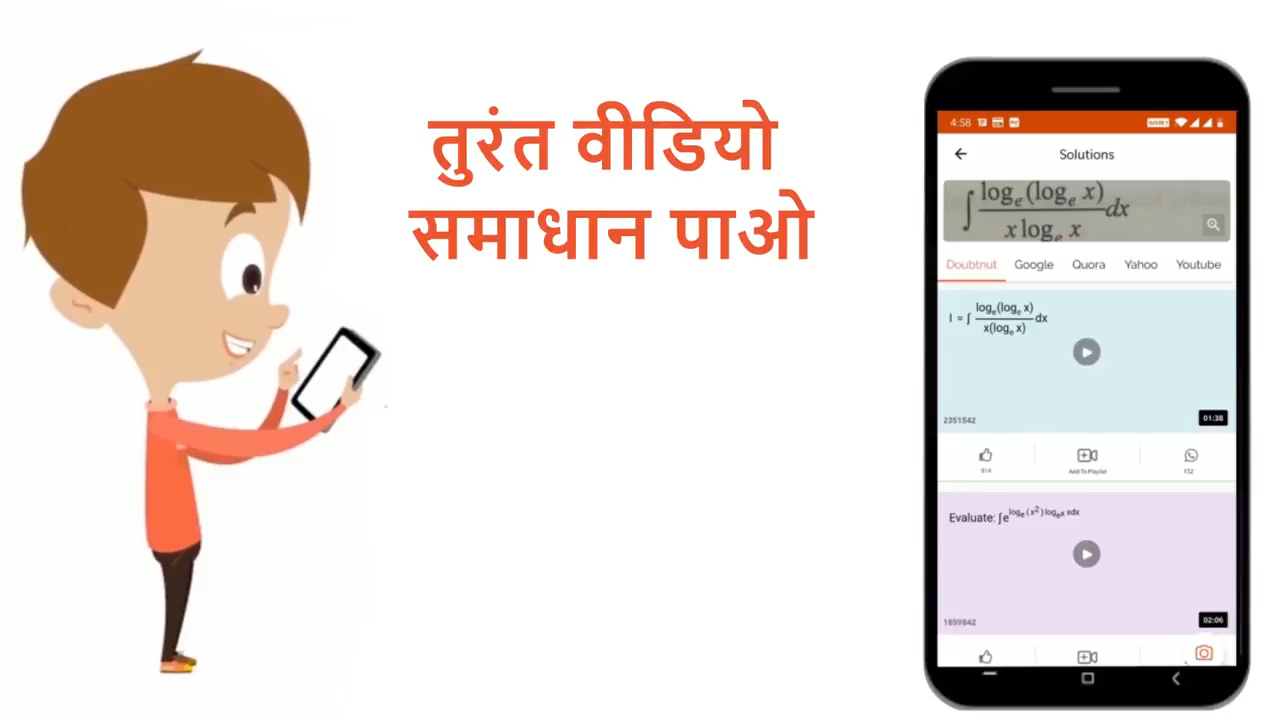 तुरंत वीडियो
समाधान पाओ
4:58
Solutions
∫ logₑ(logₑ x) / x logₑ x dx
Doubtnut Google Quora Yahoo Youtube
I = ∫ logₑ(logₑ x) / x(logₑ x) dx
2351542 01:38
914 Add To Playlist 152
Evaluate: ∫e^logₑ(x²) logₑx xdx
1859842 02:06